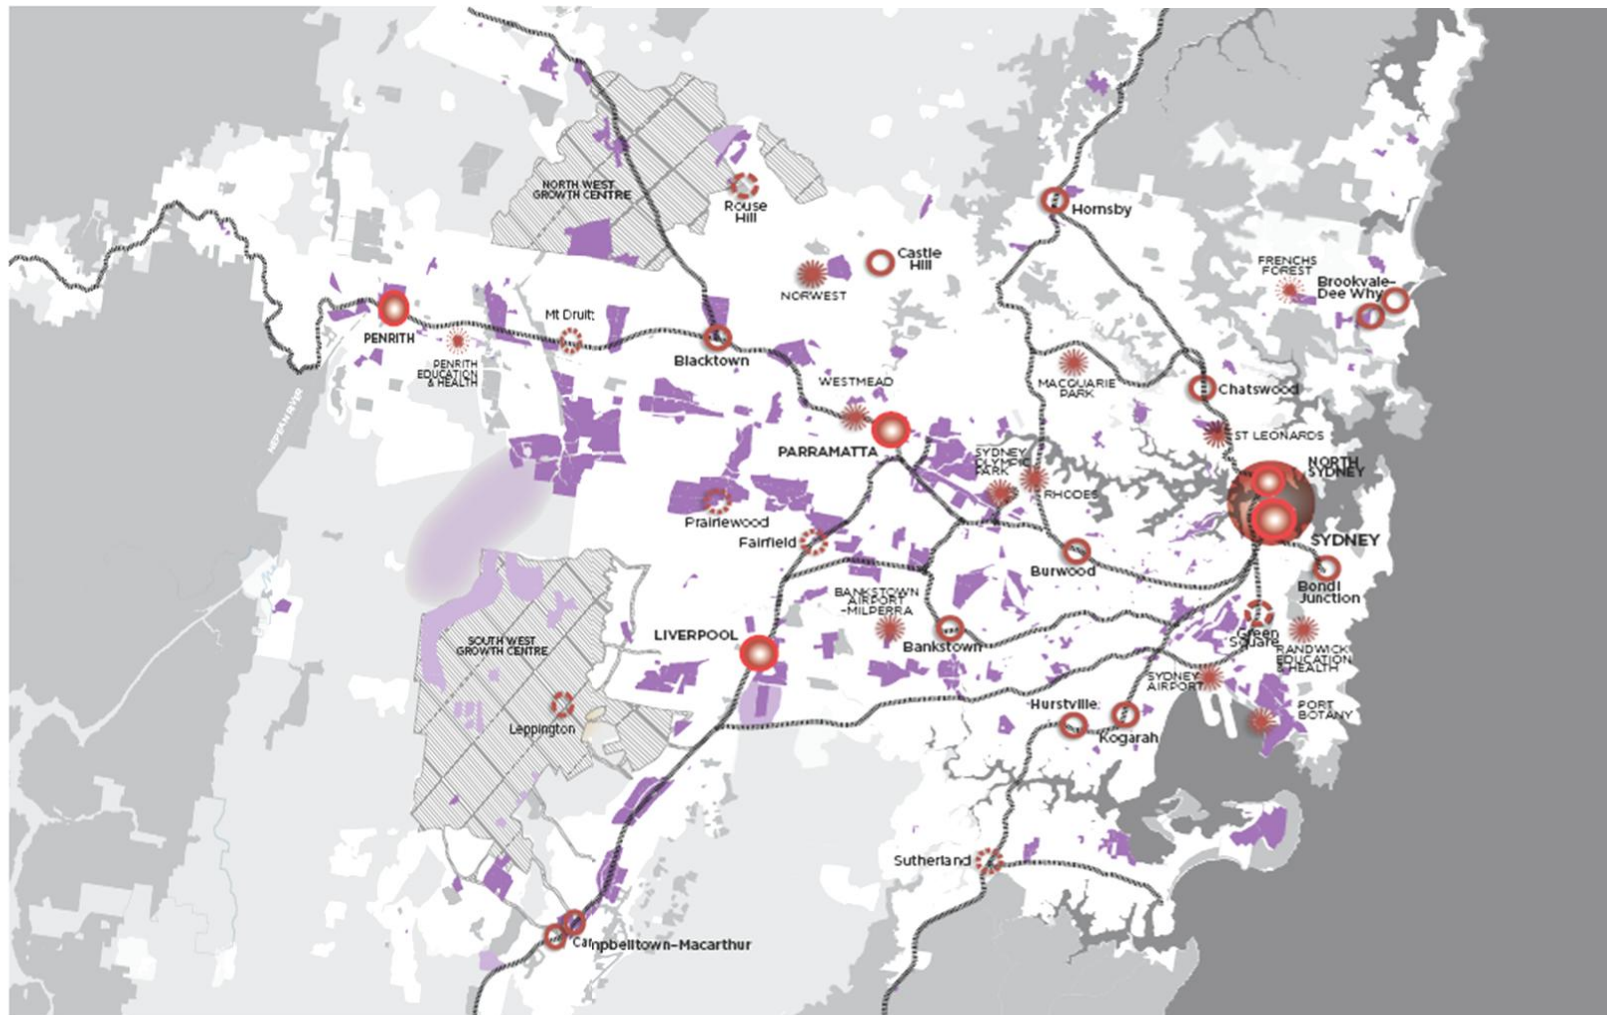 NORTH WEST
GROWTH CENTRE
Rouse
Hill
Hornsby
Castle
Hill
NORWEST
FRENCHS
FOREST
Brookvale-
Dee Why
PENRITH
Mt Druitt
PENRITH
EDUCATION
& HEALTH
Blacktown
WESTMEAD
MACQUARIE
PARK
Chatswood
NEPEAN RIVER
PARRAMATTA
ST LEONARDS
SYDNEY
OLYMPIC
PARK
RHODES
NORTH
SYDNEY
Prairiewood
Fairfield
SYDNEY
Burwood
Bondi
Junction
BANKSTOWN
AIRPORT
-MILPERRA
LIVERPOOL
Bankstown
Green
Square
SOUTH WEST
GROWTH CENTRE
RANDWICK
EDUCATION
& HEALTH
SYDNEY
AIRPORT
Leppington
Hurstville
Kogarah
PORT
BOTANY
Sutherland
Campbelltown-Macarthur